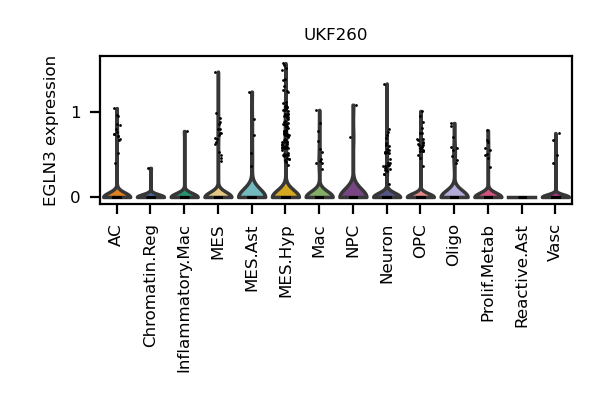 UKF260
EGLN3 expression
1
0
AC
Chromatin.Reg
Inflammatory.Mac
MES
MES.Ast
MES.Hyp
Mac
NPC
Neuron
OPC
Oligo
Prolif.Metab
Reactive.Ast
Vasc